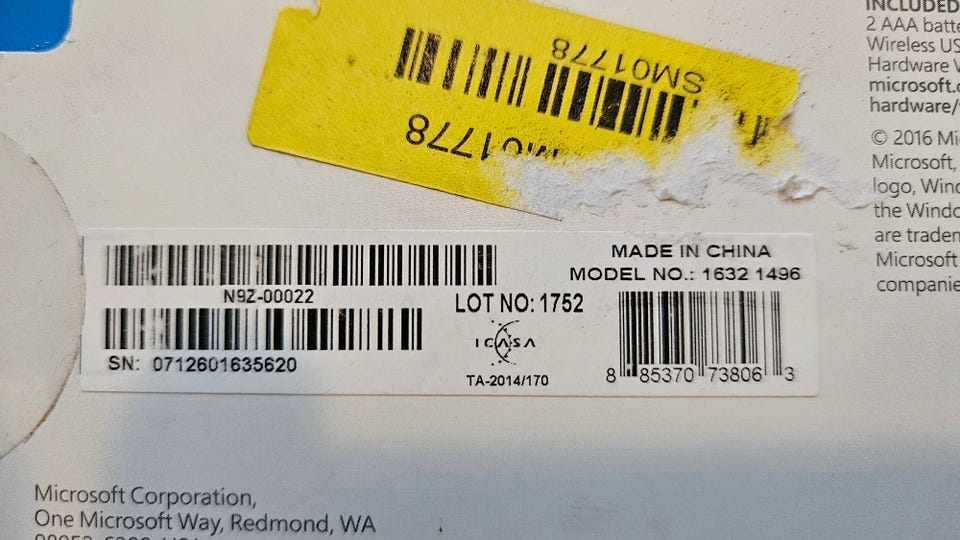 SM01778
01778
INCLUDED
2 AAA batte
Wireless US
Hardware V
microsoft.c
hardware/
© 2016 Mic
Microsoft,
logo, Wind
the Windo
are tradem
Microsoft
companie
MADE IN CHINA
MODEL NO.: 1632 1496
N9Z-00022
LOT NO: 1752
ICASA
SN: 0712601635620
TA-2014/170
8 85370 73806 3
Microsoft Corporation,
One Microsoft Way, Redmond, WA